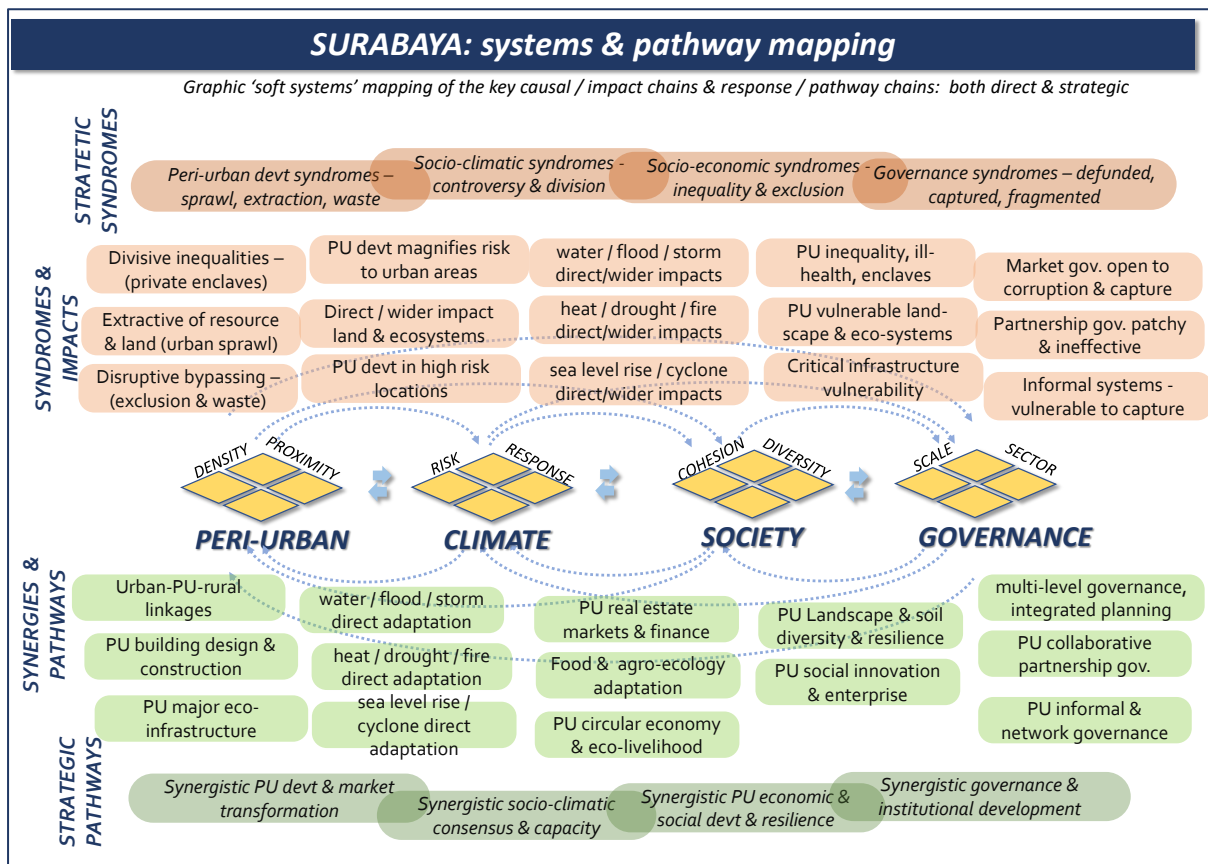 SURABAYA: systems & pathway mapping
Graphic 'soft systems' mapping of the key causal / impact chains & response / pathway chains:  both direct & strategic
STRATETIC
SYNDROMES
Peri-urban devt syndromes –
sprawl, extraction, waste
Socio-climatic syndromes -
controversy & division
Socio-economic syndromes -
inequality & exclusion
Governance syndromes – defunded,
captured, fragmented
SYNDROMES &
IMPACTS
Divisive inequalities –
(private enclaves)
Extractive of resource
& land (urban sprawl)
Disruptive bypassing –
(exclusion & waste)
PU devt magnifies risk
to urban areas
Direct / wider impact
land & ecosystems
PU devt in high risk
locations
water / flood / storm
direct/wider impacts
heat / drought / fire
direct/wider impacts
sea level rise / cyclone
direct/wider impacts
PU inequality, ill-
health, enclaves
PU vulnerable land-
scape & eco-systems
Critical infrastructure
vulnerability
Market gov. open to
corruption & capture
Partnership gov. patchy
& ineffective
Informal systems -
vulnerable to capture
DENSITY
PROXIMITY
RISK
RESPONSE
COHESION
DIVERSITY
SCALE
SECTOR
PERI-URBAN
CLIMATE
SOCIETY
GOVERNANCE
SYNERGIES &
PATHWAYS
Urban-PU-rural
linkages
PU building design &
construction
PU major eco-
infrastructure
water / flood / storm
direct adaptation
heat / drought / fire
direct adaptation
sea level rise /
cyclone direct
adaptation
PU real estate
markets & finance
Food & agro-ecology
adaptation
PU circular economy
& eco-livelihood
PU Landscape & soil
diversity & resilience
PU social innovation
& enterprise
multi-level governance,
integrated planning
PU collaborative
partnership gov.
PU informal &
network governance
STRATEGIC
PATHWAYS
Synergistic PU devt & market
transformation
Synergistic socio-climatic
consensus & capacity
Synergistic PU economic &
social devt & resilience
Synergistic governance &
institutional development